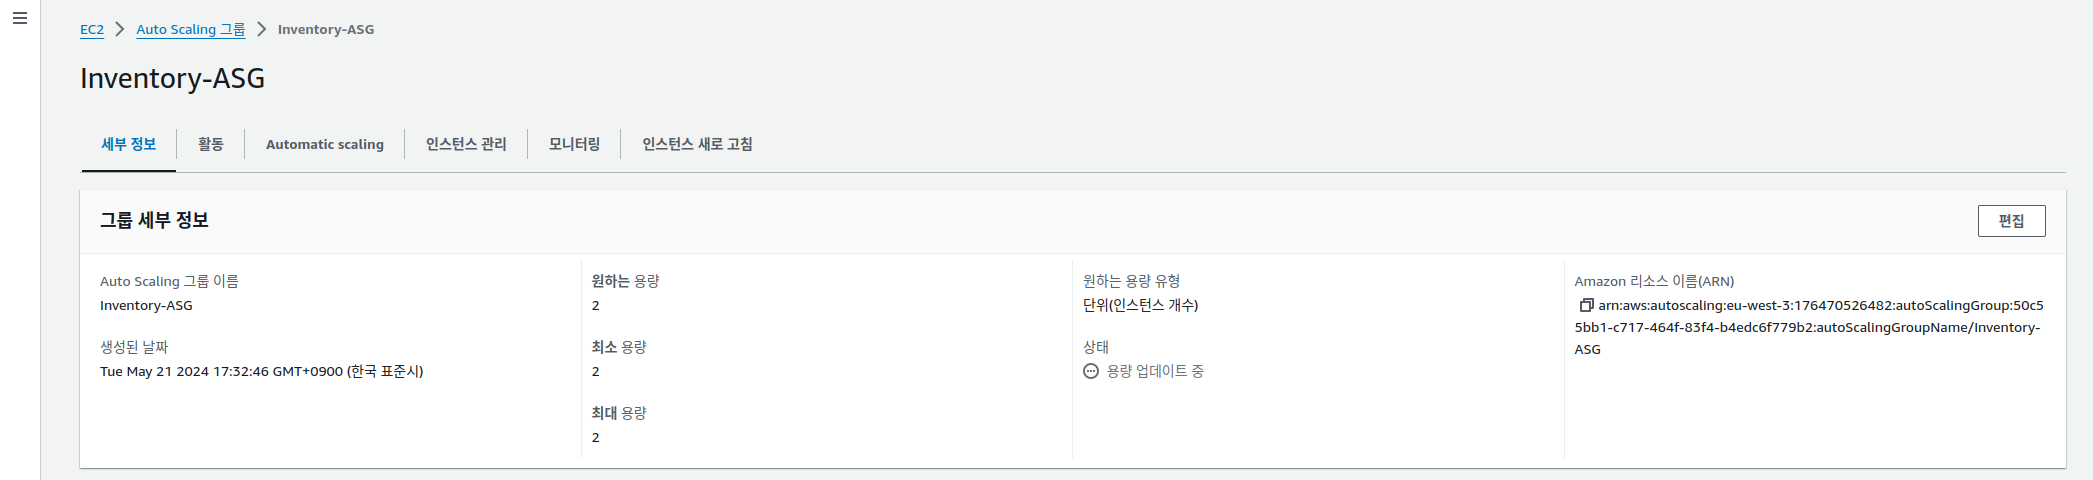 EC2 > Auto Scaling 그룹 > Inventory-ASG
Inventory-ASG
세부 정보
활동
Automatic scaling
인스턴스 관리
모니터링
인스턴스 새로 고침
그룹 세부 정보
편집
Auto Scaling 그룹 이름
Inventory-ASG
생성된 날짜
Tue May 21 2024 17:32:46 GMT+0900 (한국 표준시)
원하는 용량
2
최소 용량
2
최대 용량
2
원하는 용량 유형
단위(인스턴스 개수)
상태
용량 업데이트 중
Amazon 리소스 이름(ARN)
arn:aws:autoscaling:eu-west-3:176470526482:autoScalingGroup:50c5
5bb1-c717-464f-83f4-b4edc6f779b2:autoScalingGroupName/Inventory-
ASG